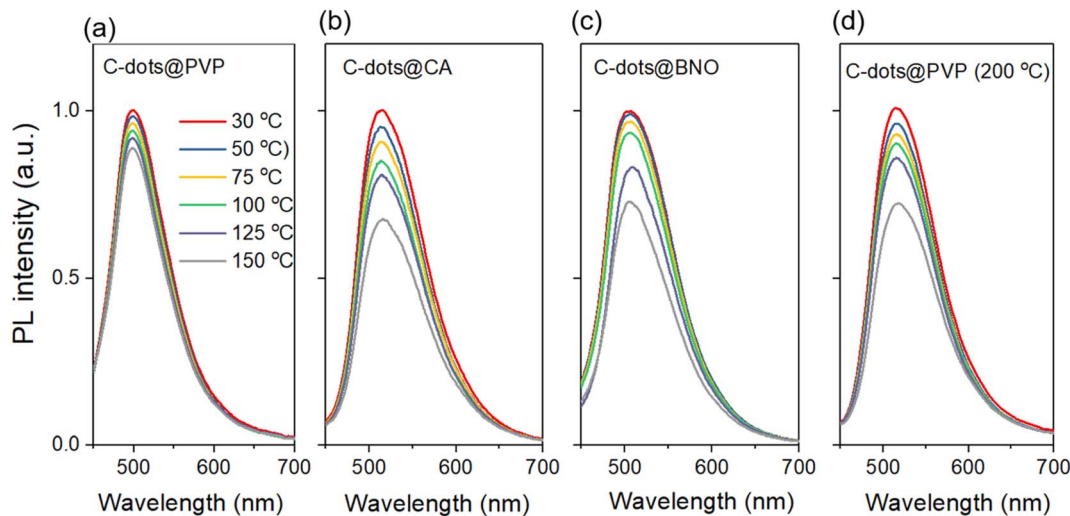 (a)
(b)
(c)
(d)
C-dots@PVP
C-dots@CA
C-dots@BNO
C-dots@PVP (200 ºC)
30 ºC
50 ºC)
75 ºC
100 ºC
125 ºC
150 ºC
PL intensity (a.u.)
1.0
0.5
0.0
500 600 700
500 600 700
500 600 700
500 600 700
Wavelength (nm)
Wavelength (nm)
Wavelength (nm)
Wavelength (nm)